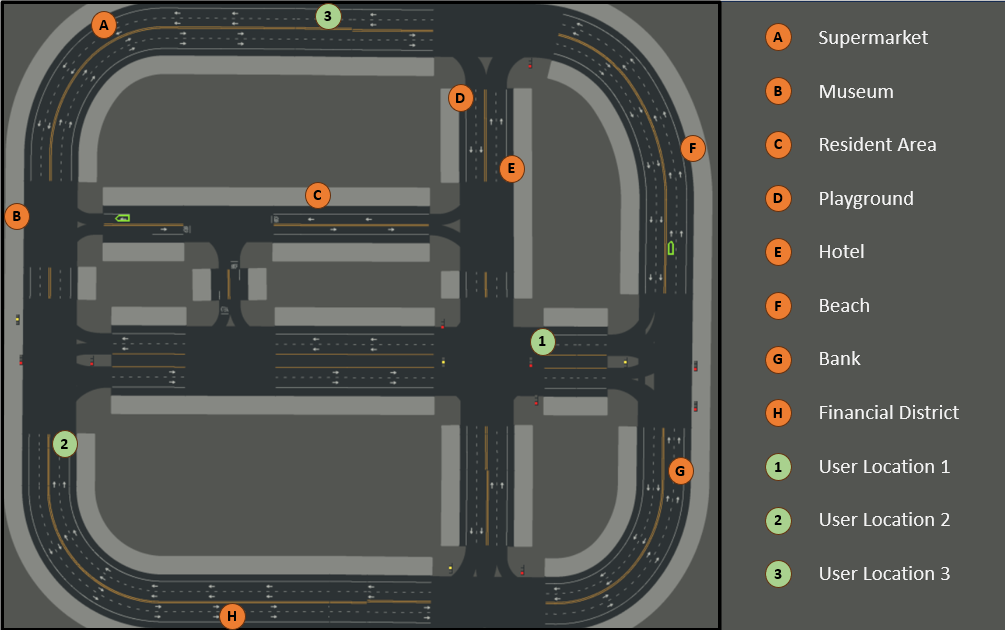 3
A
D
E
F
C
B
1
2
G
H
A Supermarket
B Museum
C Resident Area
D Playground
E Hotel
F Beach
G Bank
H Financial District
1 User Location 1
2 User Location 2
3 User Location 3